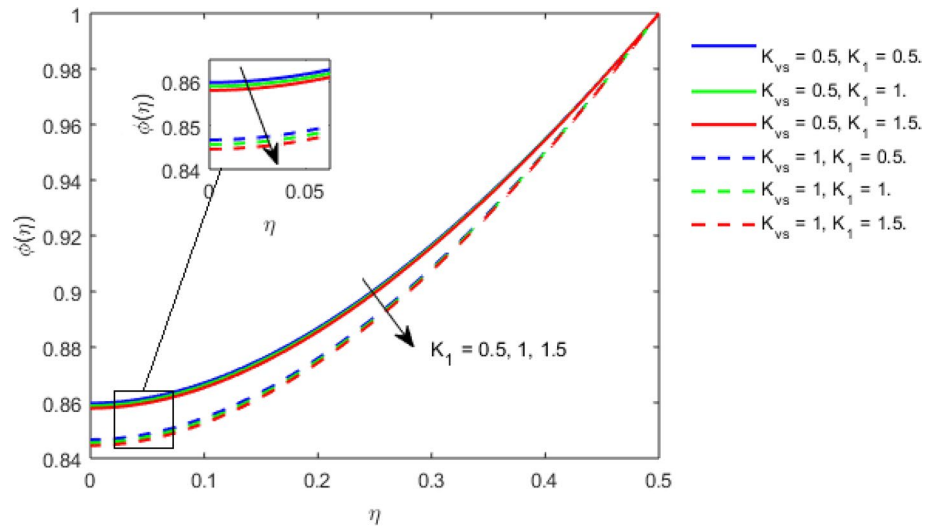 1
0.98
0.96
0.94
0.92
0.9
0.88
0.86
0.84
ϕ(η)
0
0.1
0.2
0.3
0.4
0.5
η
0.86
0.85
0.84
ϕ(η)
0
0.05
η
K₁ = 0.5, 1, 1.5
Kᵥₛ = 0.5, K₁ = 0.5.
Kᵥₛ = 0.5, K₁ = 1.
Kᵥₛ = 0.5, K₁ = 1.5.
Kᵥₛ = 1, K₁ = 0.5.
Kᵥₛ = 1, K₁ = 1.
Kᵥₛ = 1, K₁ = 1.5.